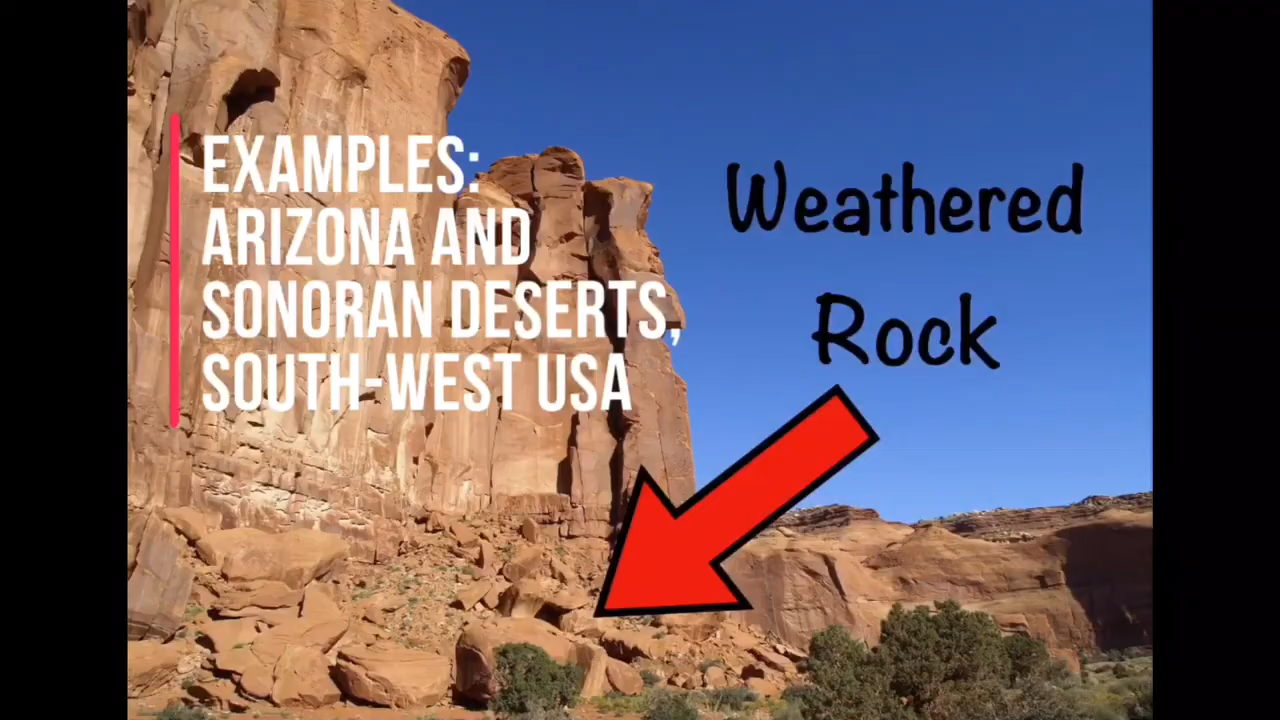 EXAMPLES:
ARIZONA AND
SONORAN DESERTS,
SOUTH-WEST USA
Weathered
Rock